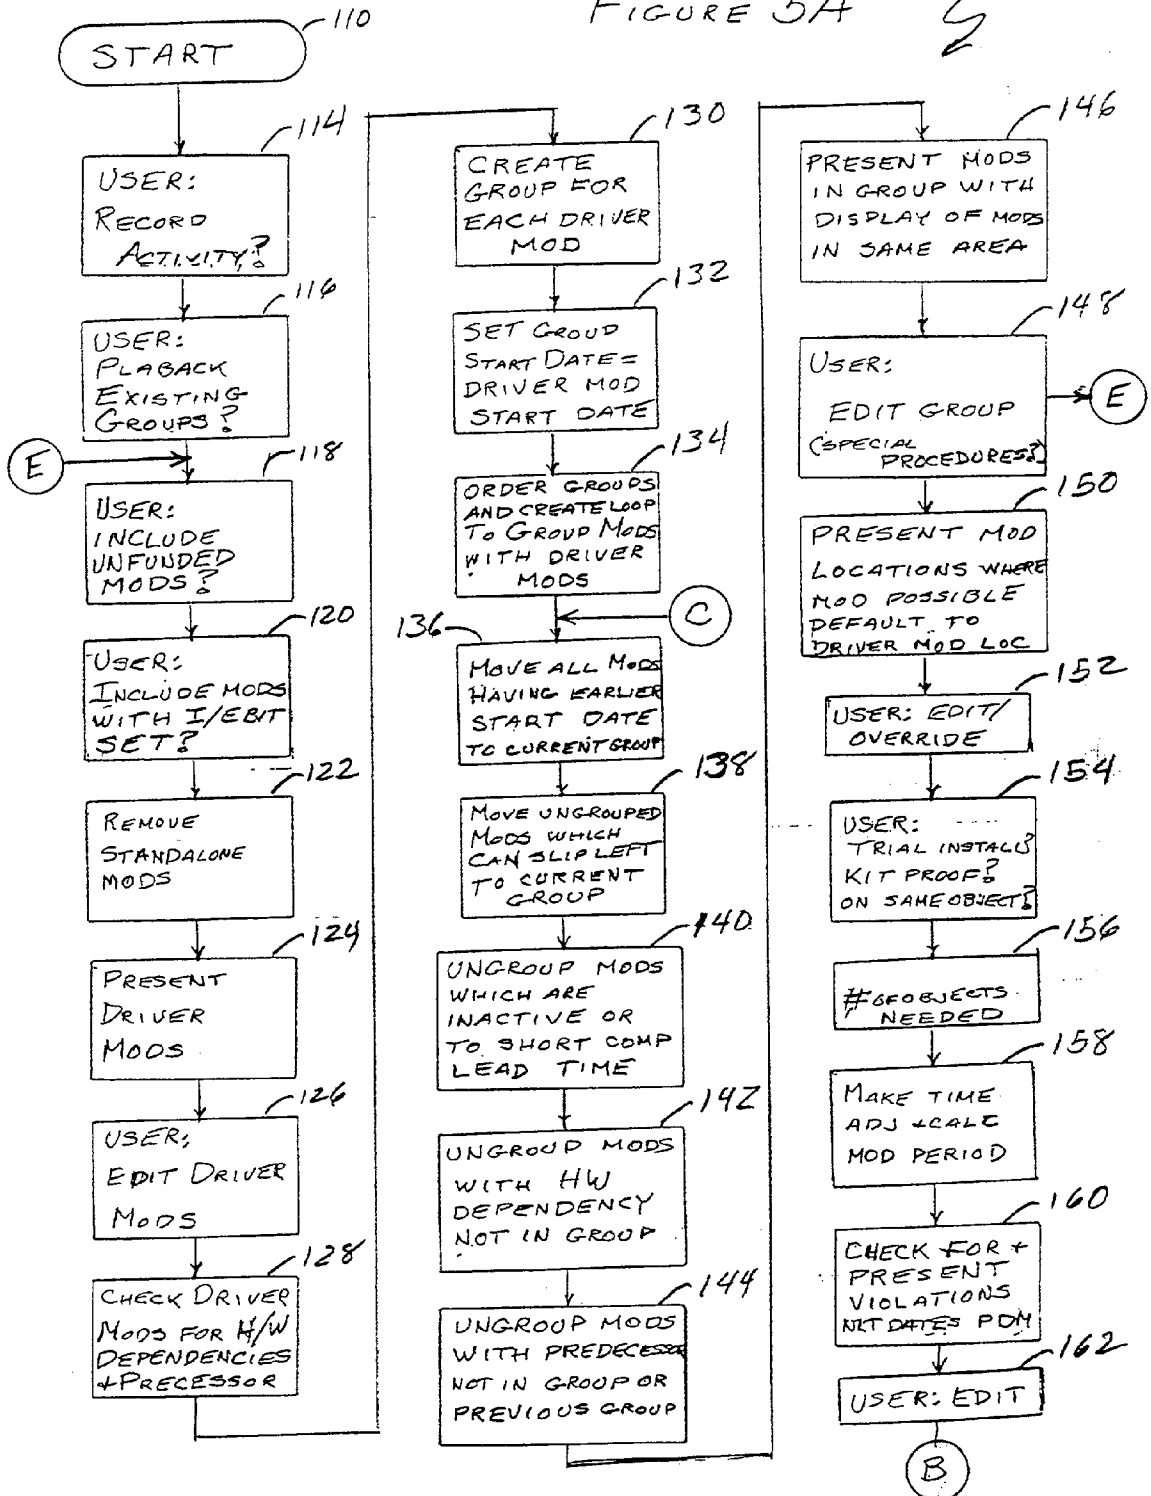 FIGURE 5A
110
START
114
USER:
RECORD
ACTIVITY?
116
USER:
PLABACK
EXISTING
GROUPS?
E
118
USER:
INCLUDE
UNFUNDED
MODS?
120
USER:
INCLUDE MODS
WITH I/EBIT
SET?
122
REMOVE
STANDALONE
MODS
124
PRESENT
DRIVER
MODS
126
USER:
EDIT DRIVER
MODS
128
CHECK DRIVER
MODS FOR H/W
DEPENDENCIES
+PRECESSOR
130
CREATE
GROUP FOR
EACH DRIVER
MOD
132
SET GROUD
START DATE=
DRIVER MOD
START DATE
134
ORDER GROUPS
AND CREATE LOOP
TO GROUP MODS
WITH DRIVER
MODS
C
136
MOVE ALL MODS
HAVING EARLIER
START DATE
TO CURRENT GROUP
138
MOVE UNGROUPED
MODS WHICH
CAN SLIP LEFT
TO CURRENT
GROUP
140
UNGROUP MODS
WHICH ARE
INACTIVE OR
TO SHORT COMP
LEAD TIME
142
UNGROUP MODS
WITH HW
DEPENDENCY
NOT IN GROUP
144
UNGROUP MODS
WITH PREDECESSOR
NOT IN GROUP OR
PREVIOUS GROUP
146
PRESENT MODS
IN GROUP WITH
DISPLAY OF MODS
IN SAME AREA
148
USER:
EDIT GROUP
(SPECIAL
PROCEDURES?)
E
150
PRESENT MOD
LOCATIONS WHERE
MOD POSSIBLE
DEFAULT TO
DRIVER MOD LOC
152
USER: EDIT/
OVERRIDE
154
USER:
TRIAL INSTALL?
KIT PROOF?
ON SAME OBJECT?
156
# OF OBJECTS
NEEDED
158
MAKE TIME
ADJ +CALC
MOD PERIOD
160
CHECK FOR +
PRESENT
VIOLATIONS
NLT DATES PDM
162
USER: EDIT
B